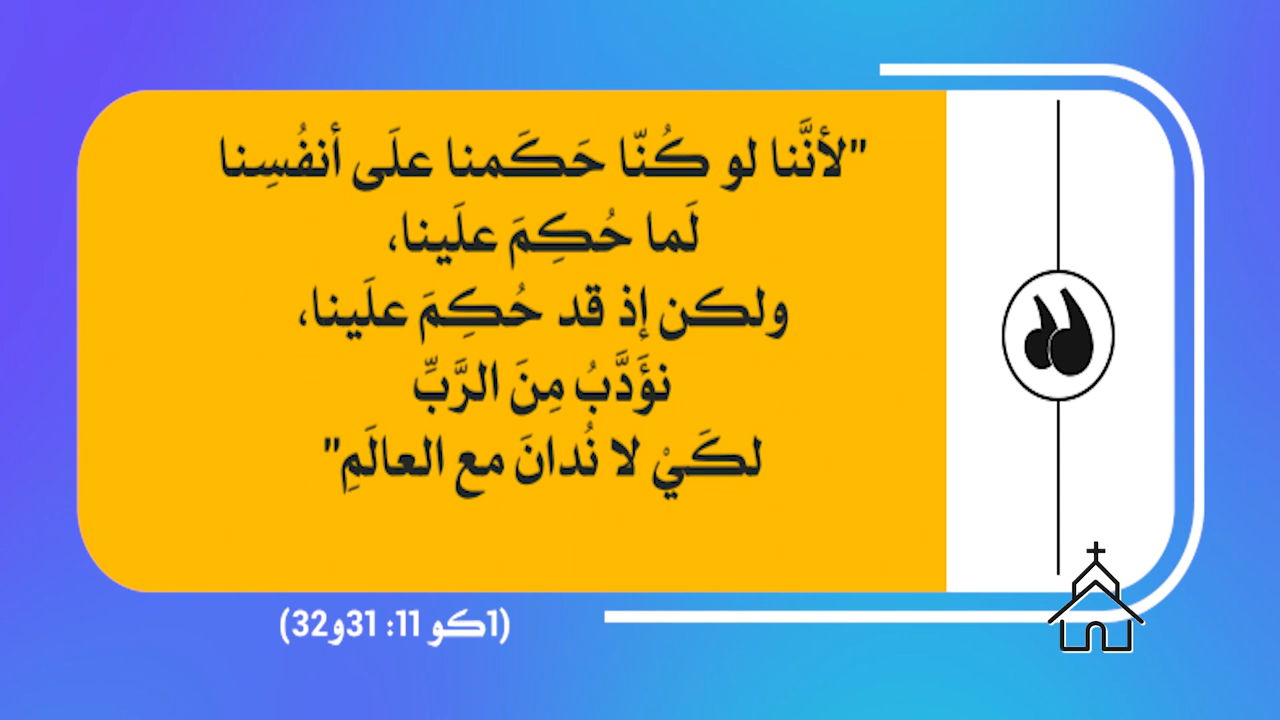 "لأنَّنا لو كُنّا حَكَمنا علَى أنفُسِنا
لَما حُكِمَ علَينا،
ولكن إذ قد حُكِمَ علَينا،
نؤَدَّبُ مِنَ الرَّبِّ
لكَيْ لا نُدانَ مع العالَمِ"
(1كو 11: 31و32)